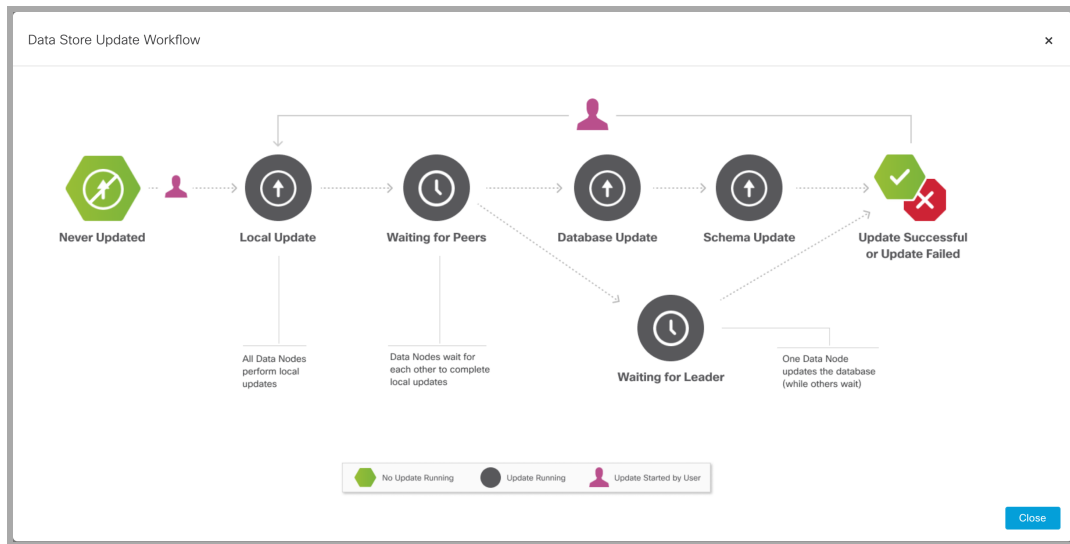 Data Store Update Workflow
×
Never Updated
Local Update
Waiting for Peers
Database Update
Schema Update
Update Successful
or Update Failed
Waiting for Leader
All Data Nodes
perform local
updates
Data Nodes wait for
each other to complete
local updates
One Data Node
updates the database
(while others wait)
No Update Running
Update Running
Update Started by User
Close